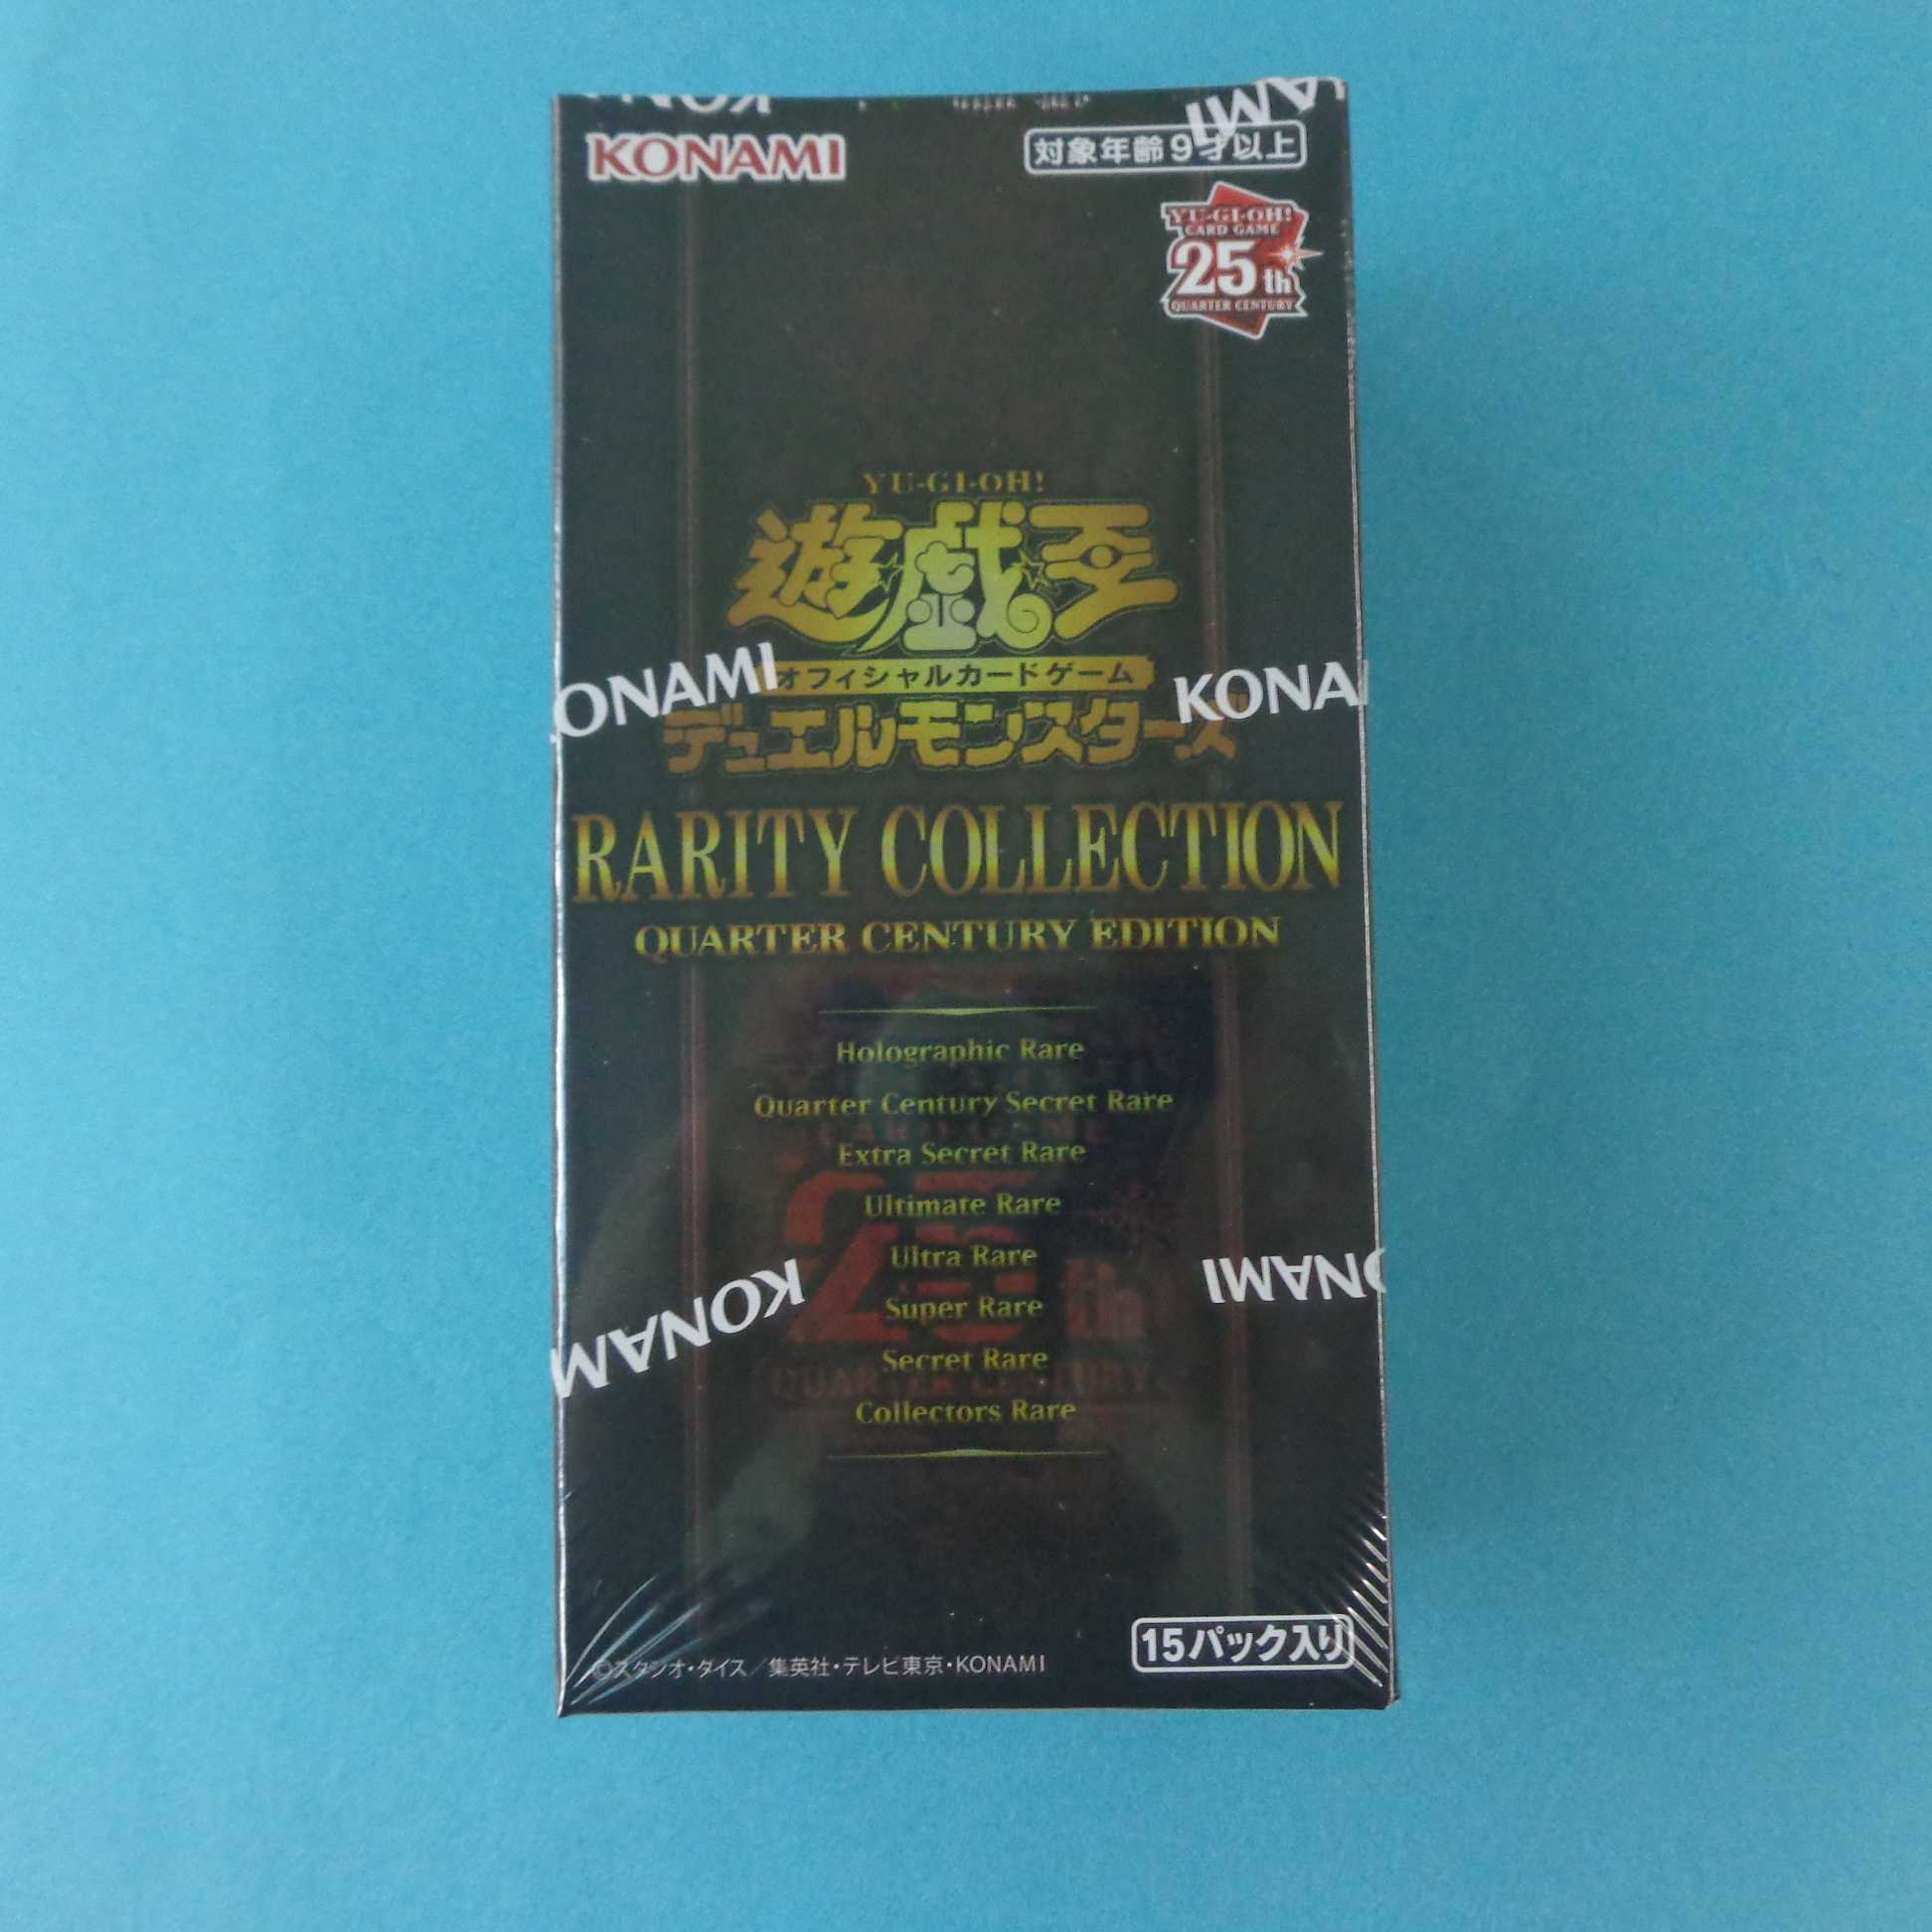 KONAMI
対象年齢9才以上
YU-GI-OH!
CARD GAME
25th
QUARTER CENTURY
YU-GI-OH!
遊戯王
オフィシャルカードゲーム
デュエルモンスターズ
ONAMI
KONA
RARITY COLLECTION
QUARTER CENTURY EDITION
Holographic Rare
Quarter Century Secret Rare
Extra Secret Rare
Ultimate Rare
Ultra Rare
Super Rare
Secret Rare
Collectors Rare
KONAM
ONAMI
15パック入り
©スタジオ・ダイス/集英社・テレビ東京・KONAMI